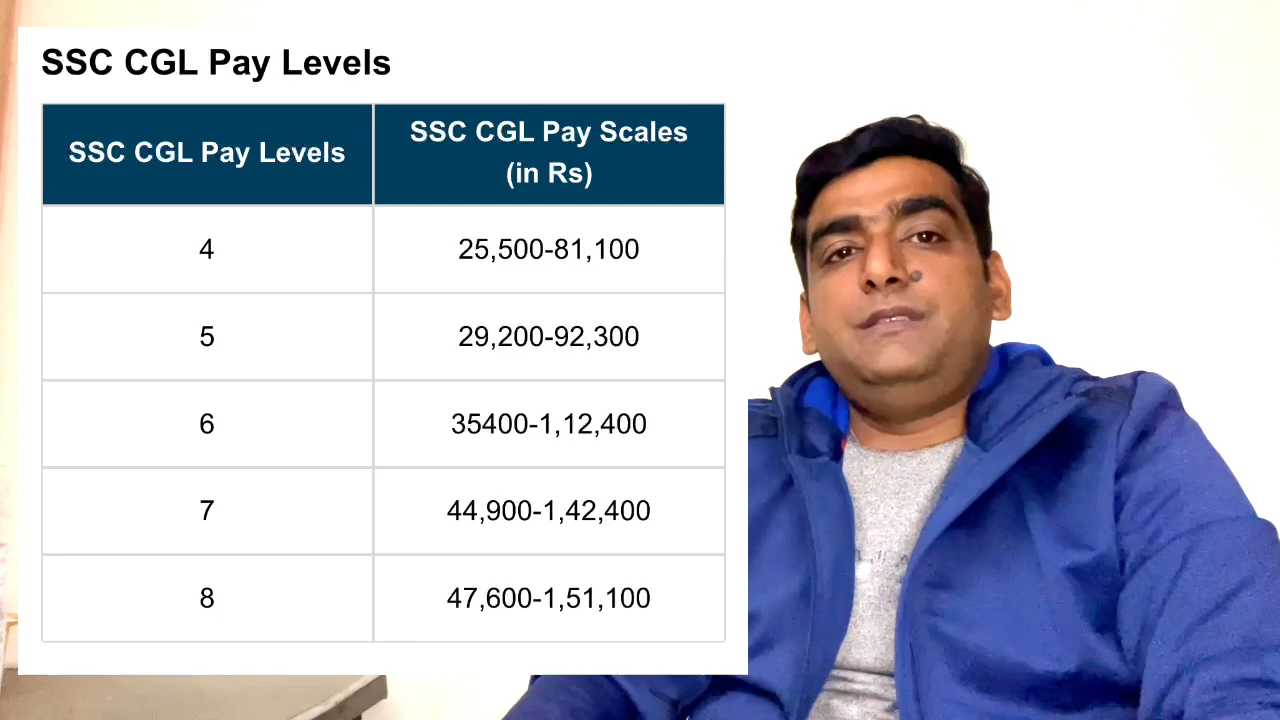 SSC CGL Pay Levels
SSC CGL Pay Levels
SSC CGL Pay Scales
(in Rs)
4 25,500-81,100
5 29,200-92,300
6 35400-1,12,400
7 44,900-1,42,400
8 47,600-1,51,100